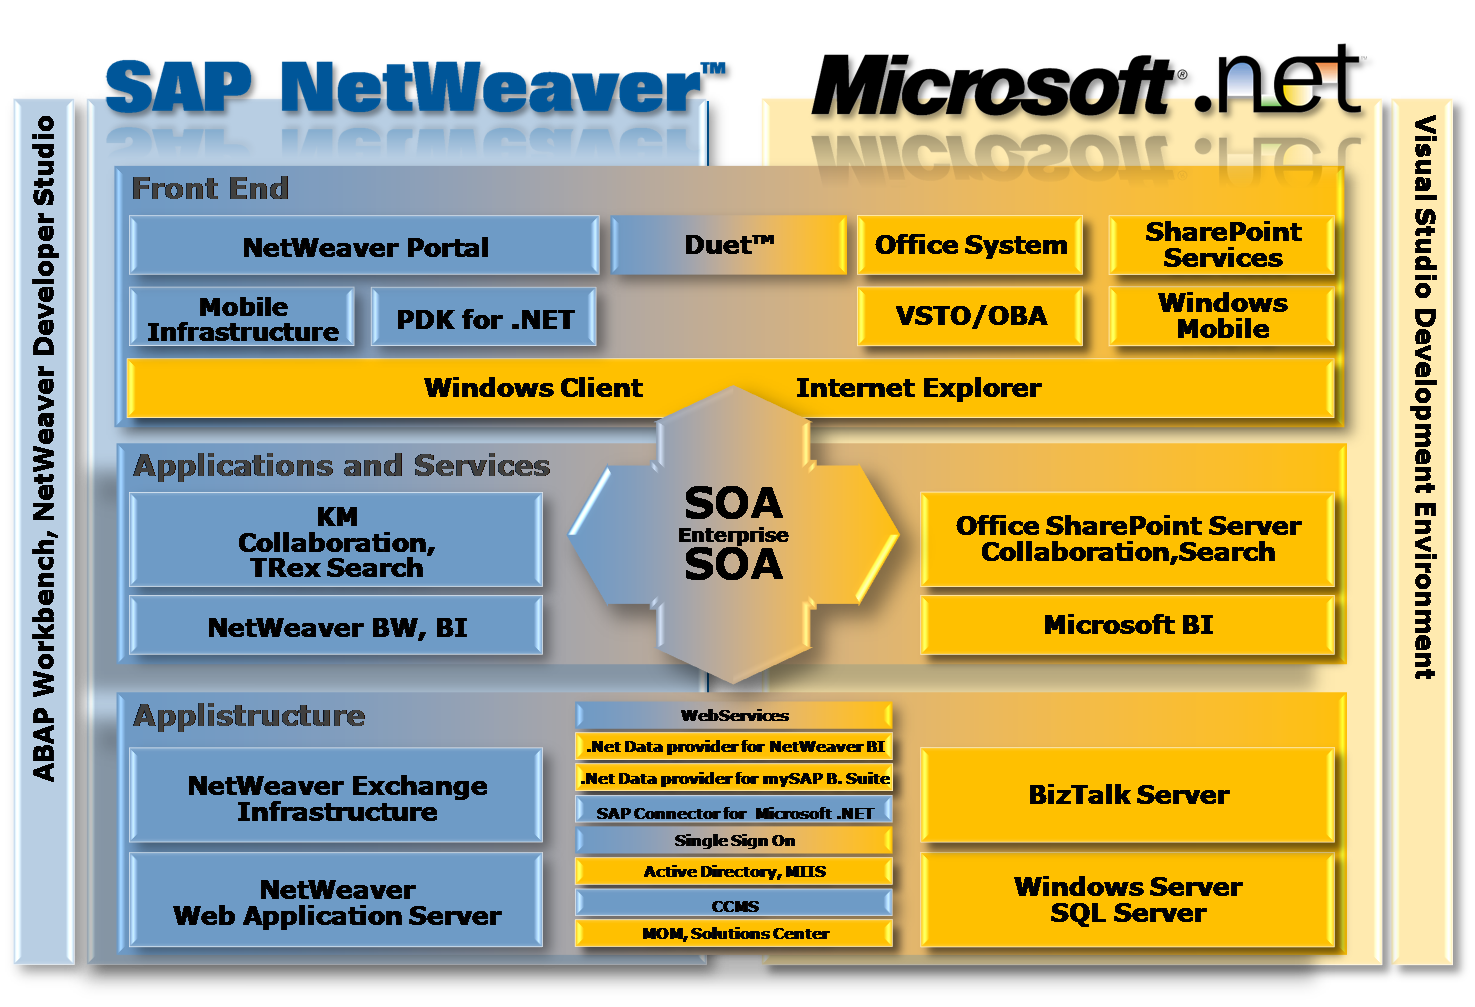 SAP NetWeaver™
Microsoft® .net™
ABAP Workbench, NetWeaver Developer Studio
Front End
NetWeaver Portal
Duet™
Office System
SharePoint
Services
Mobile
Infrastructure
PDK for .NET
VSTO/OBA
Windows
Mobile
Windows Client
Internet Explorer
Applications and Services
KM
Collaboration,
TRex Search
SOA
Enterprise
SOA
Office SharePoint Server
Collaboration,Search
NetWeaver BW, BI
Microsoft BI
Applistructure
NetWeaver Exchange
Infrastructure
NetWeaver
Web Application Server
WebServices
.Net Data provider for NetWeaver BI
.Net Data provider for mySAP B. Suite
SAP Connector for Microsoft .NET
Single Sign On
Active Directory, MIIS
CCMS
MOM, Solutions Center
BizTalk Server
Windows Server
SQL Server
Visual Studio Development Environment